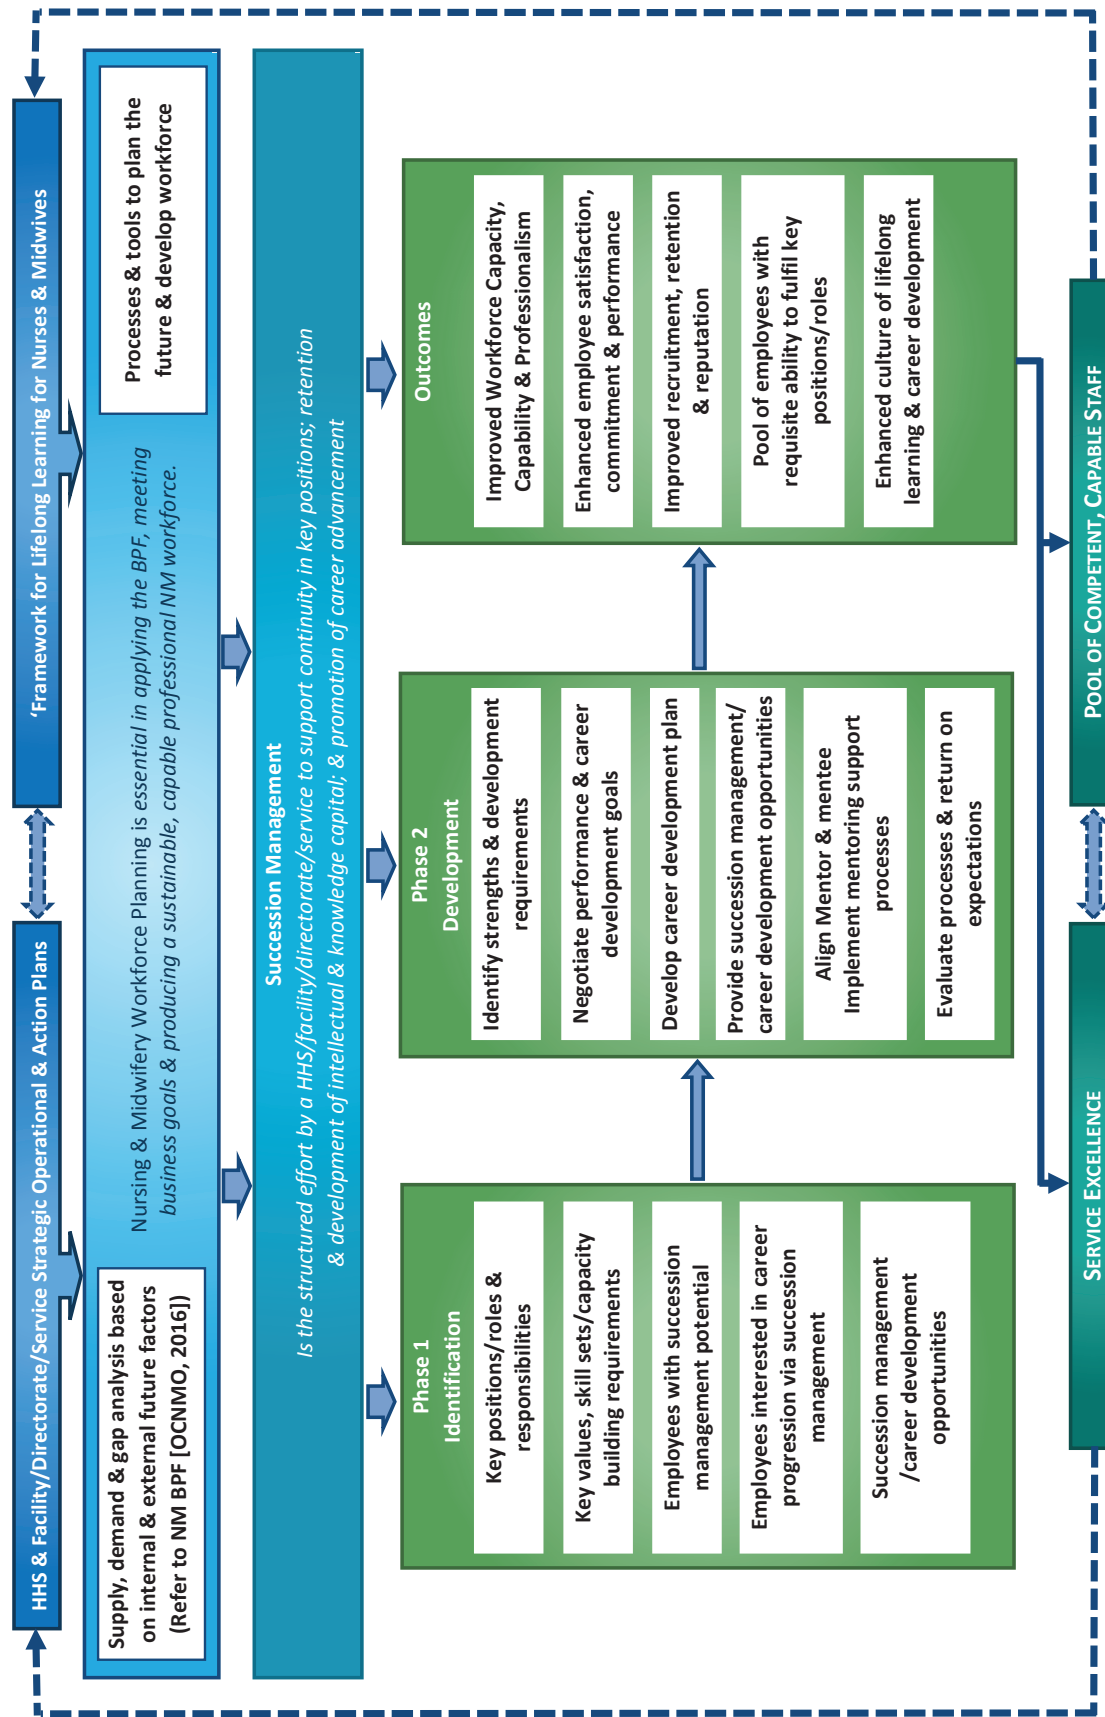 HHS & Facility/Directorate/Service Strategic Operational & Action Plans
‘Framework for Lifelong Learning for Nurses & Midwives
Supply, demand & gap analysis based
on internal & external future factors
(Refer to NM BPF [OCNMO, 2016])
Nursing & Midwifery Workforce Planning is essential in applying the BPF, meeting
business goals & producing a sustainable, capable professional NM workforce.
Processes & tools to plan the
future & develop workforce
Succession Management
Is the structured effort by a HHS/facility/directorate/service to support continuity in key positions; retention
& development of intellectual & knowledge capital; & promotion of career advancement
Phase 1
Identification
Key positions/roles &
responsibilities
Key values, skill sets/capacity
building requirements
Employees with succession
management potential
Employees interested in career
progression via succession
management
Succession management
/career development
opportunities
Phase 2
Development
Identify strengths & development
requirements
Negotiate performance & career
development goals
Develop career development plan
Provide succession management/
career development opportunities
Align Mentor & mentee
Implement mentoring support
processes
Evaluate processes & return on
expectations
Outcomes
Improved Workforce Capacity,
Capability & Professionalism
Enhanced employee satisfaction,
commitment & performance
Improved recruitment, retention
& reputation
Pool of employees with
requisite ability to fulfil key
positions/roles
Enhanced culture of lifelong
learning & career development
SERVICE EXCELLENCE
POOL OF COMPETENT, CAPABLE STAFF